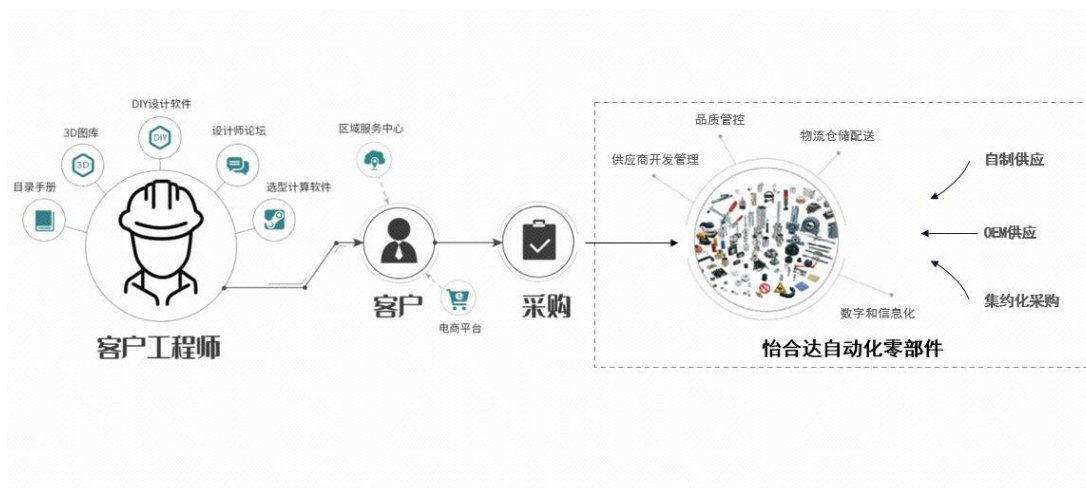 DIY设计软件
3D图库
设计师论坛
目录手册
选型计算软件
DIY
3D
客户工程师
区域服务中心
客户
电商平台
采购
品质管控
物流仓储配送
供应商开发管理
数字和信息化
怡合达自动化零部件
自制供应
OEM供应
集约化采购